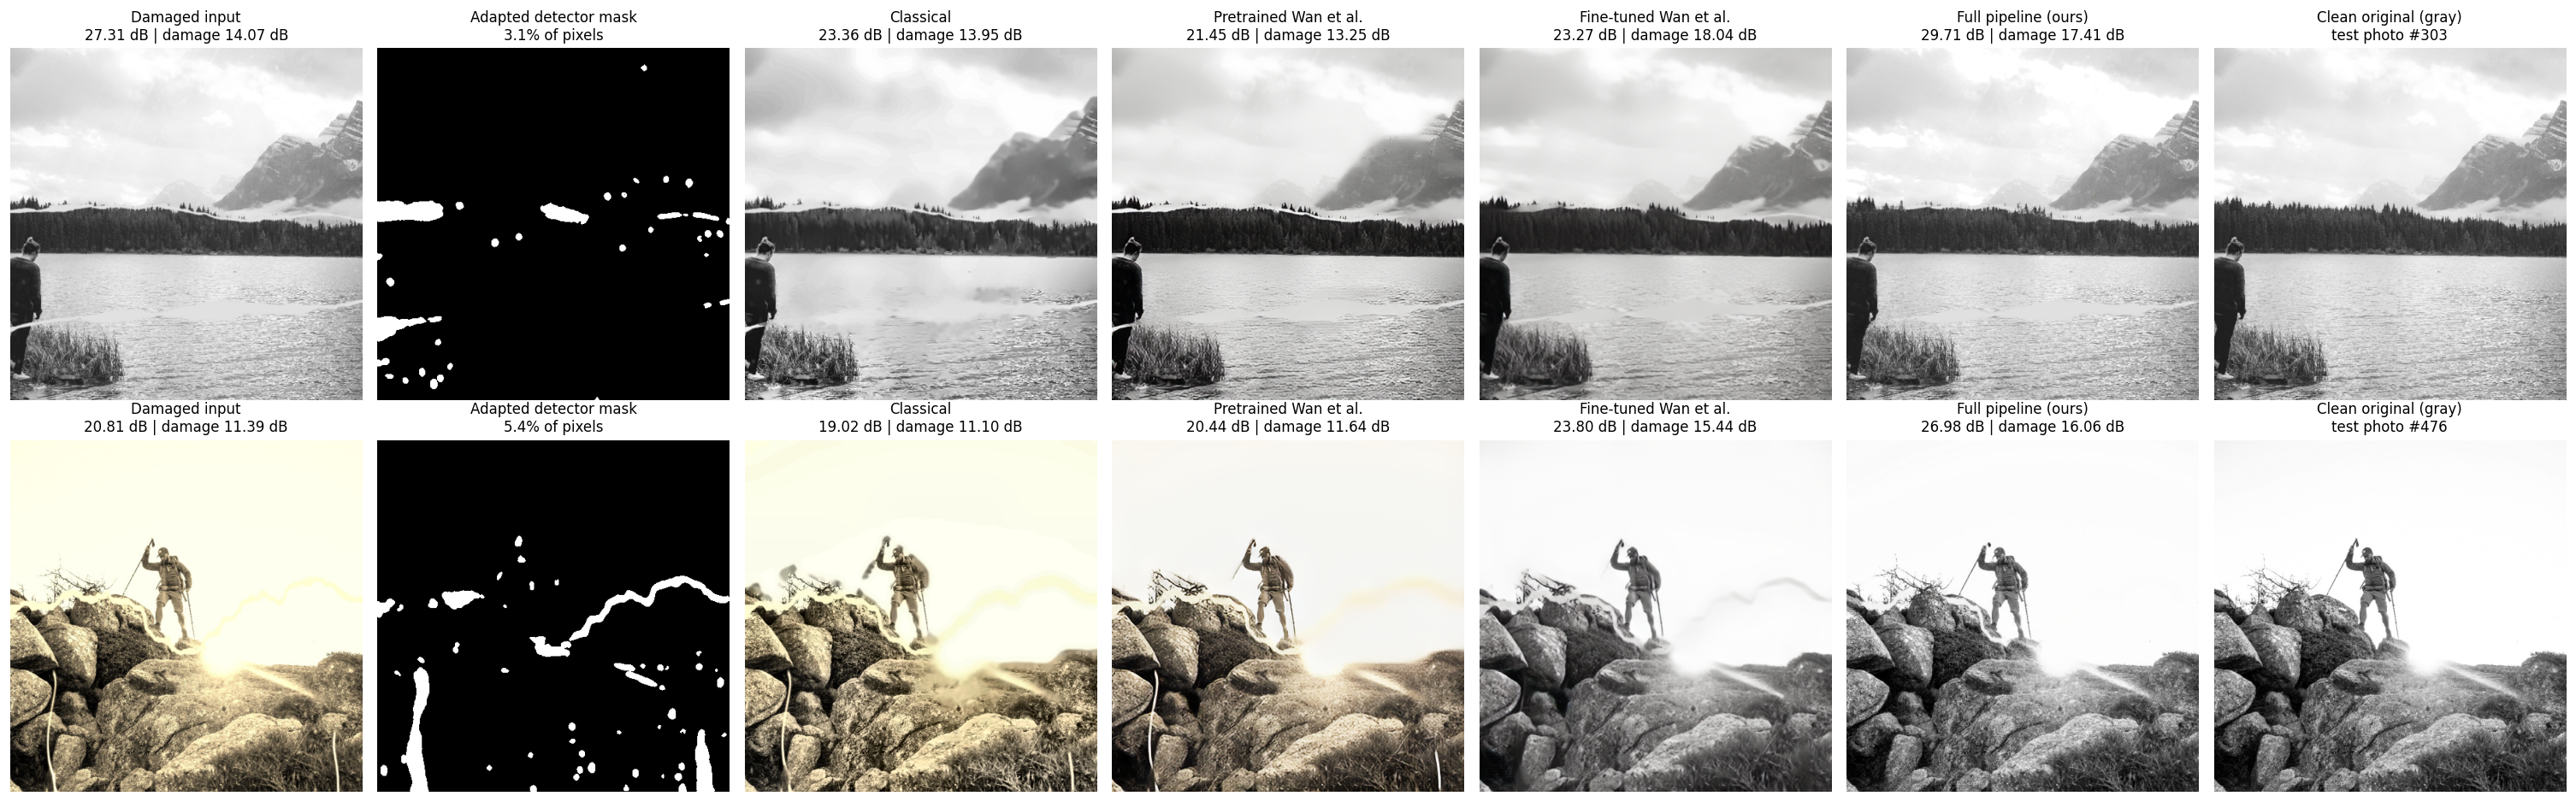 Damaged input
27.31 dB | damage 14.07 dB
Adapted detector mask
3.1% of pixels
Classical
23.36 dB | damage 13.95 dB
Pretrained Wan et al.
21.45 dB | damage 13.25 dB
Fine-tuned Wan et al.
23.27 dB | damage 18.04 dB
Full pipeline (ours)
29.71 dB | damage 17.41 dB
Clean original (gray)
test photo #303
Damaged input
20.81 dB | damage 11.39 dB
Adapted detector mask
5.4% of pixels
Classical
19.02 dB | damage 11.10 dB
Pretrained Wan et al.
20.44 dB | damage 11.64 dB
Fine-tuned Wan et al.
23.80 dB | damage 15.44 dB
Full pipeline (ours)
26.98 dB | damage 16.06 dB
Clean original (gray)
test photo #476